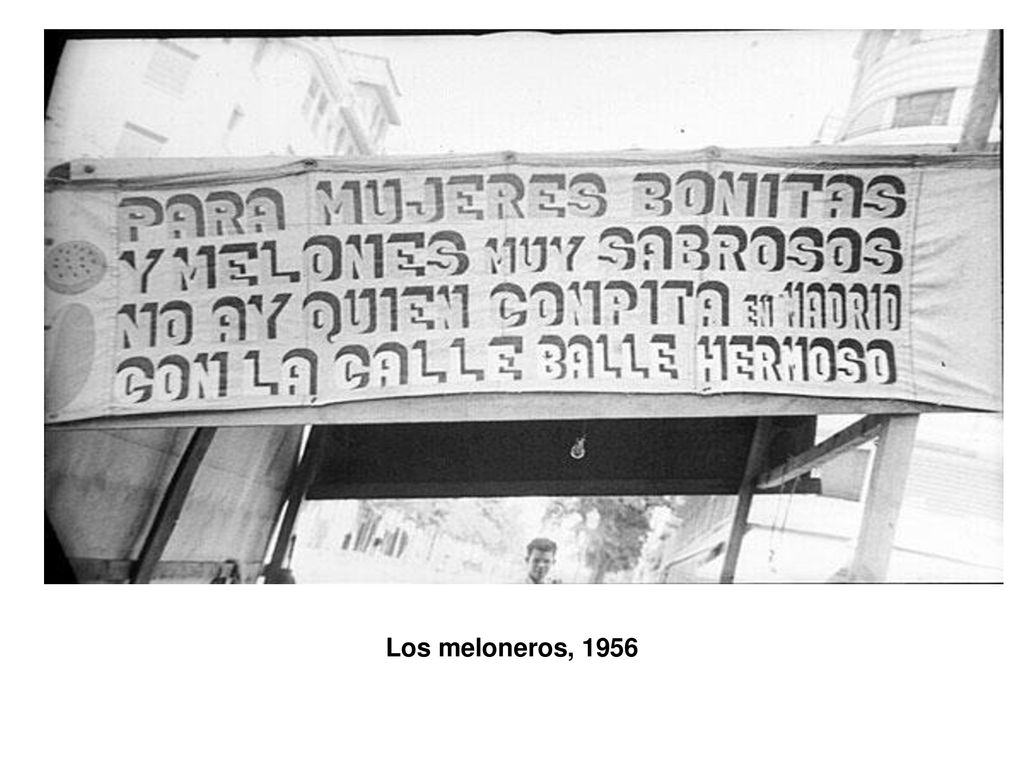 PARA MUJERES BONITAS
Y MELONES MUY SABROSOS
NO AY QUIEN COMPITA EN MADRID
CON LA CALLE BALLE HERMOSO
Los meloneros, 1956